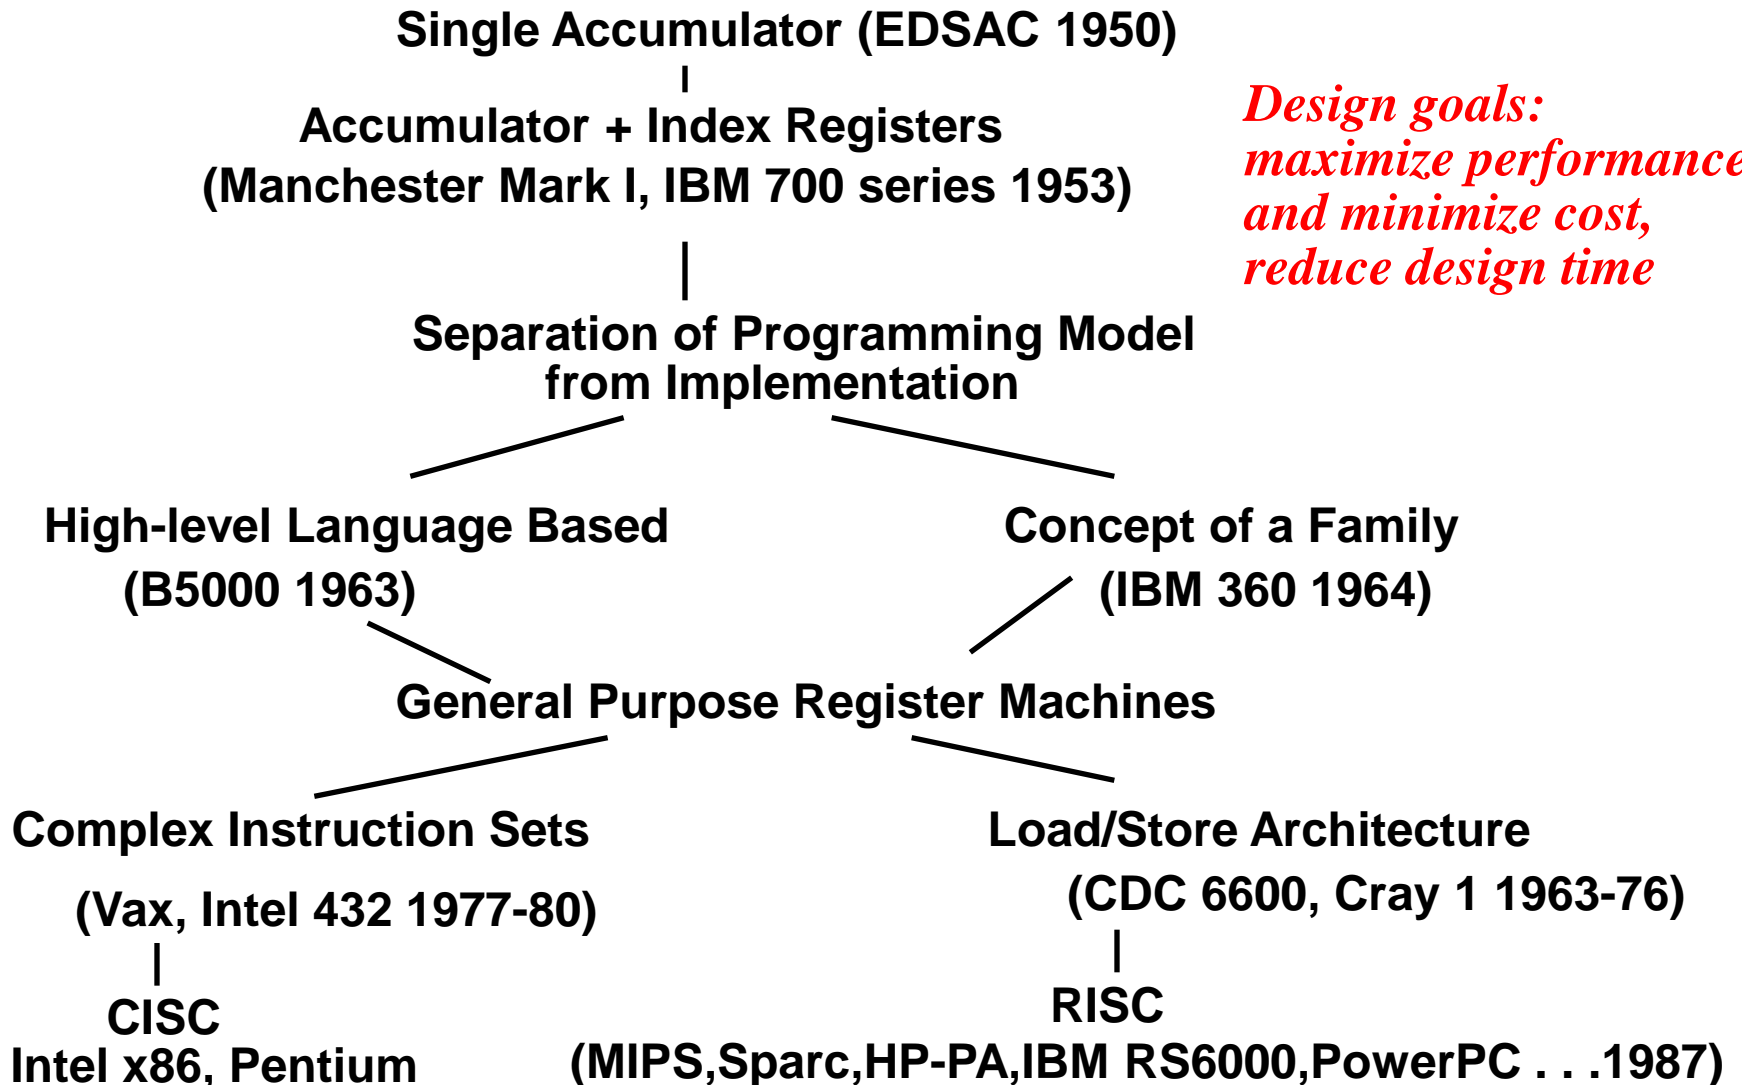 Single Accumulator (EDSAC 1950)
Accumulator + Index Registers
(Manchester Mark I, IBM 700 series 1953)
Design goals:
maximize performance
and minimize cost,
reduce design time
Separation of Programming Model
from Implementation
High-level Language Based
(B5000 1963)
Concept of a Family
(IBM 360 1964)
General Purpose Register Machines
Complex Instruction Sets
(Vax, Intel 432 1977-80)
Load/Store Architecture
(CDC 6600, Cray 1 1963-76)
CISC
Intel x86, Pentium
RISC
(MIPS,Sparc,HP-PA,IBM RS6000,PowerPC . . .1987)